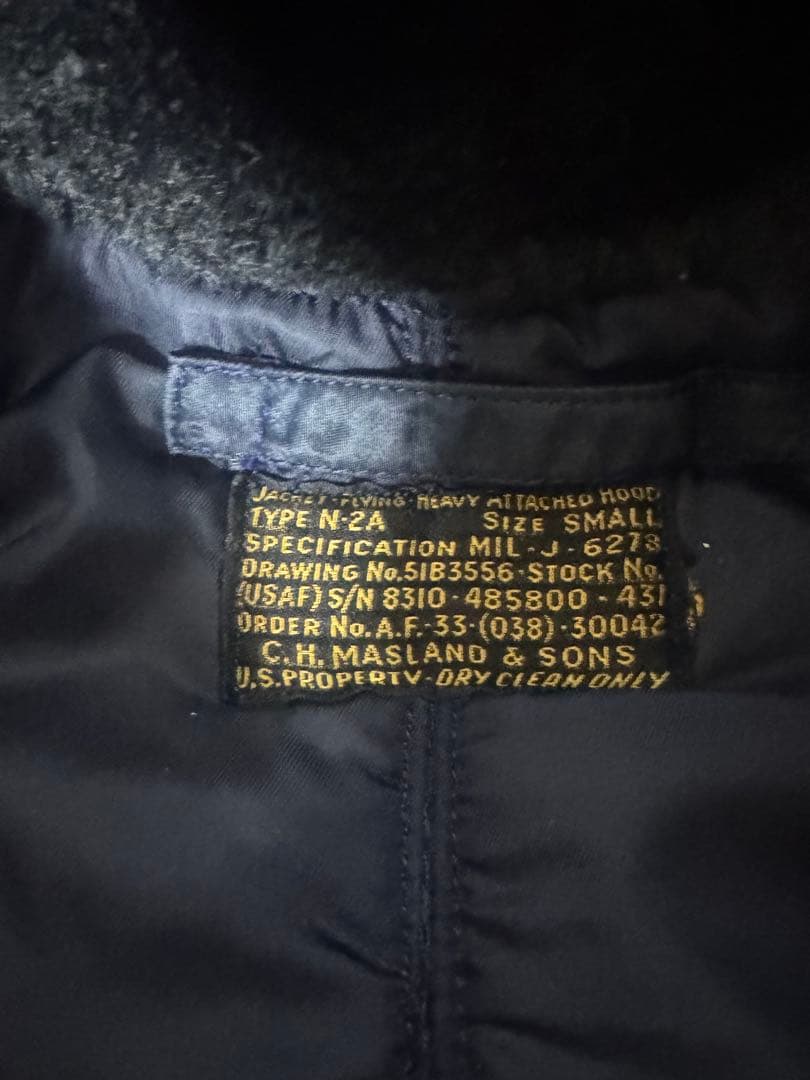 JACKET-FLYING-HEAVY ATTACHED HOOD
TYPE N-2A SIZE SMALL
SPECIFICATION MIL-J-6278
DRAWING No.51B3556-STOCK No.
(USAF) S/N 8310-485800-431
ORDER No. A.F.-33-(038)-30042
C.H. MASLAND & SONS
U.S. PROPERTY-DRY CLEAN ONLY